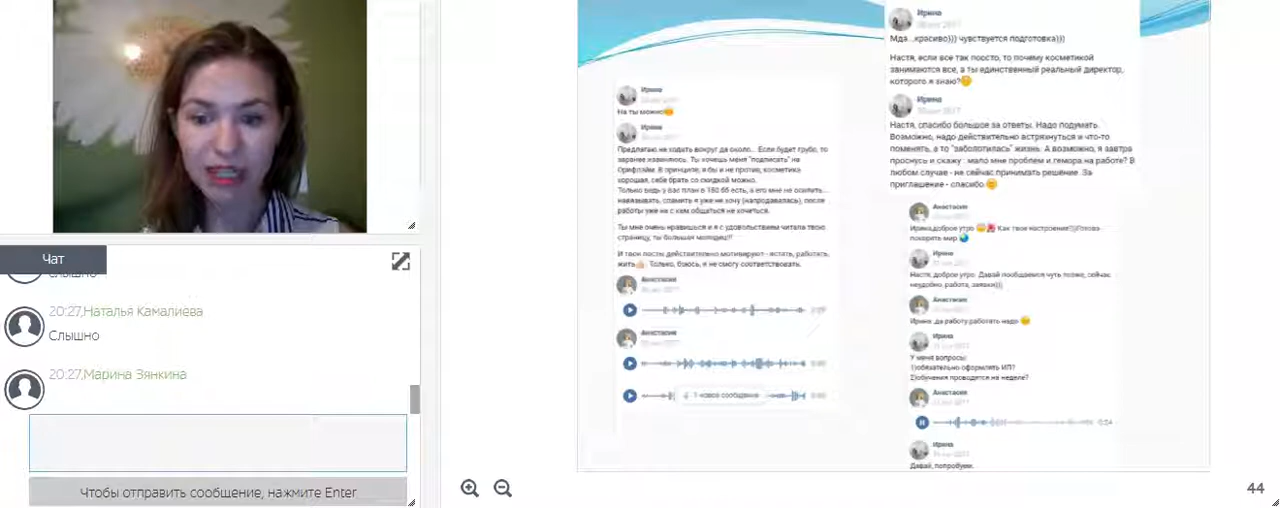 Чат
слышно
20:27,Наталья Камалиева
Слышно
20:27,Марина Зянкина
Чтобы отправить сообщение, нажмите Enter
Ирина
На ты можно
Ирина
Предлагаю не ходить вокруг да около... Если будет грубо, то
заранее извиняюсь. Ты хочешь меня "подписать" на
Орифлэйм. В принципе, я бы и не против, косметика
хорошая, себе брать со скидкой можно.
Только ведь у вас план в 150 бб есть, а его мне не осилить...
навязывать, спамить я уже не хочу (напродавалась), после
работы уже ни с кем общаться не хочеться.
Ты мне очень нравишься и я с удовольствием читала твою
страницу, ты большая молодец!!
И твои посты действительно мотивируют - встать, работать,
жить. Только, боюсь, я не смогу соответствовать.
Анастасия
Анастасия
1 новое сообщение
Ирина
Мда...красиво))) чувствуется подготовка)))
Настя, если все так просто, то почему косметикой
занимаются все, а ты единственный реальный директор,
которого я знаю?
Ирина
Настя, спасибо большое за ответы. Надо подумать.
Возможно, надо действительно встряхнуться и что-то
поменять, а то "заболотилась" жизнь. А возможно, я завтра
проснусь и скажу : мало мне проблем и гемора на работе? В
любом случае - не сейчас принимать решение. За
приглашение - спасибо
Анастасия
Ирина,доброе утро Как твое настроение?)Готова
покорять мир
Ирина
Настя, доброе утро. Давай пообщаемся чуть позже, сейчас
неудобно, работа, заявки)))
Анастасия
Ирина, да работу работать надо
Ирина
У меня вопросы:
1)обязательно оформлять ИП?
2)обучения проводятся на неделе?
Анастасия
0:24
Ирина
Давай, попробуем.
44